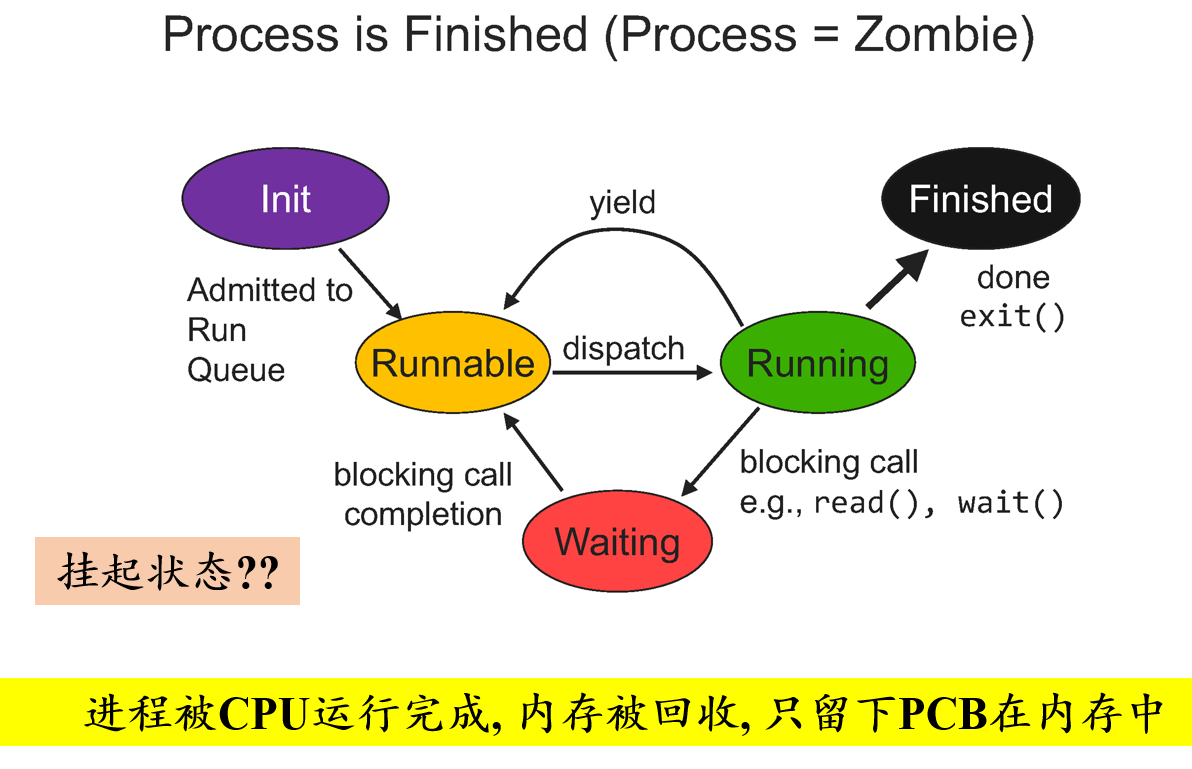 Process is Finished (Process = Zombie)
Init
yield
Finished
Admitted to
Run
Queue
done
exit()
Runnable
dispatch
Running
blocking call
completion
blocking call
e.g., read(), wait()
Waiting
挂起状态??
进程被CPU运行完成, 内存被回收, 只留下PCB在内存中